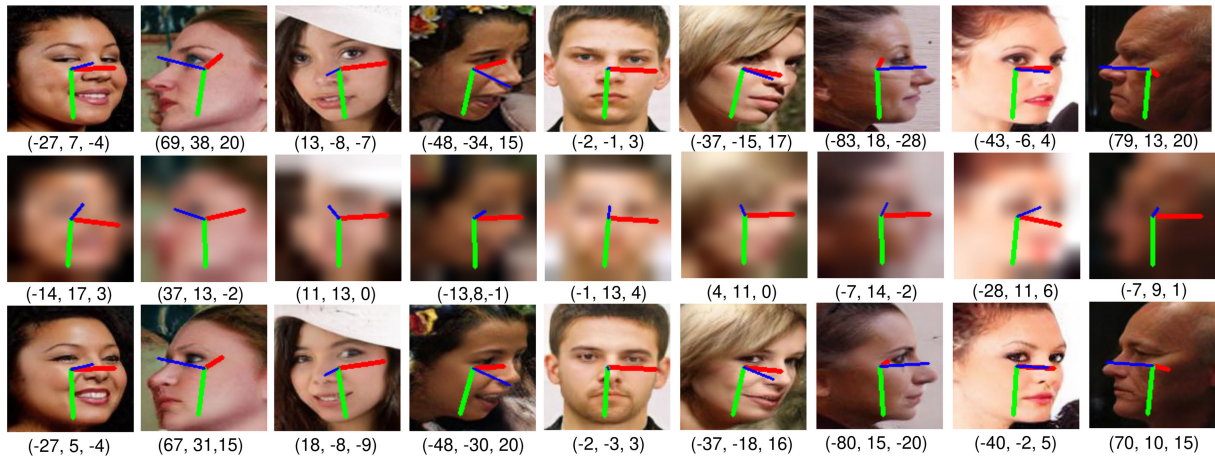 (-27, 7, -4) (69, 38, 20) (13, -8, -7) (-48, -34, 15) (-2, -1, 3) (-37, -15, 17) (-83, 18, -28) (-43, -6, 4) (79, 13, 20)
(-14, 17, 3) (37, 13, -2) (11, 13, 0) (-13,8,-1) (-1, 13, 4) (4, 11, 0) (-7, 14, -2) (-28, 11, 6) (-7, 9, 1)
(-27, 5, -4) (67, 31,15) (18, -8, -9) (-48, -30, 20) (-2, -3, 3) (-37, -18, 16) (-80, 15, -20) (-40, -2, 5) (70, 10, 15)